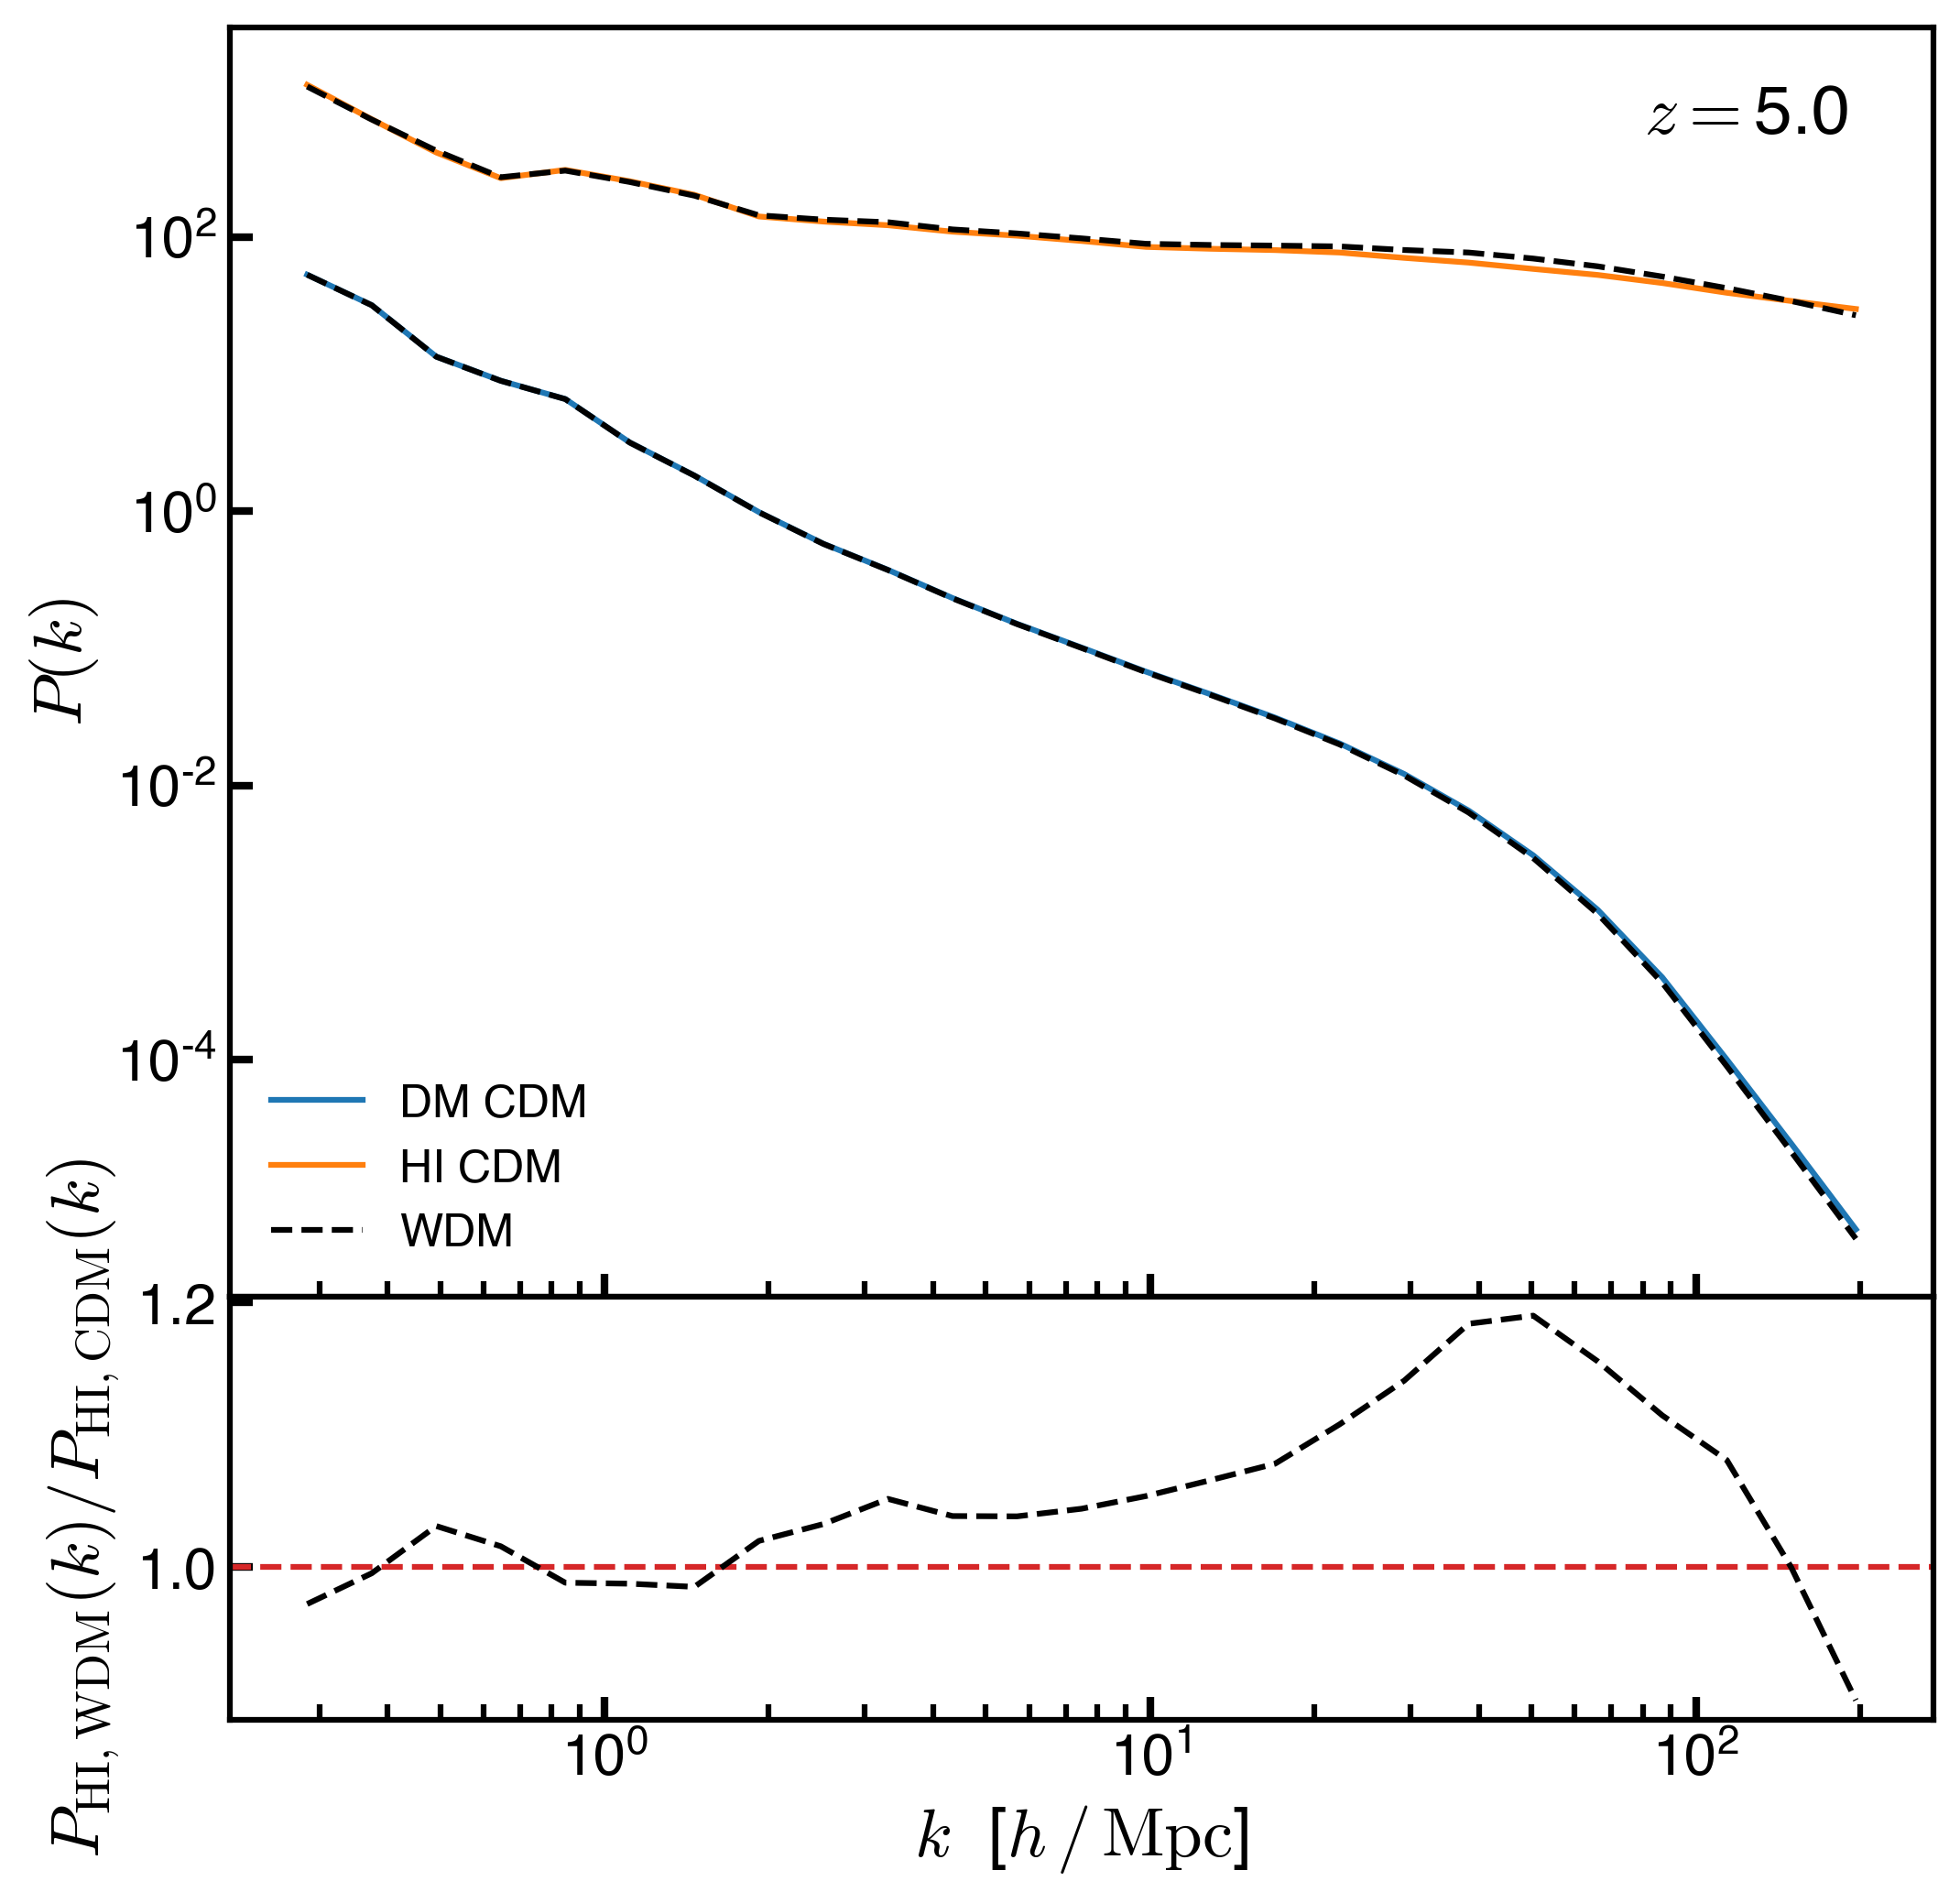 z = 5.0
10^2
10^0
10^-2
10^-4
P(k)
DM CDM
HI CDM
WDM
1.2
1.0
P_HI, WDM(k)/P_HI, CDM(k)
10^0
10^1
10^2
k [h/Mpc]